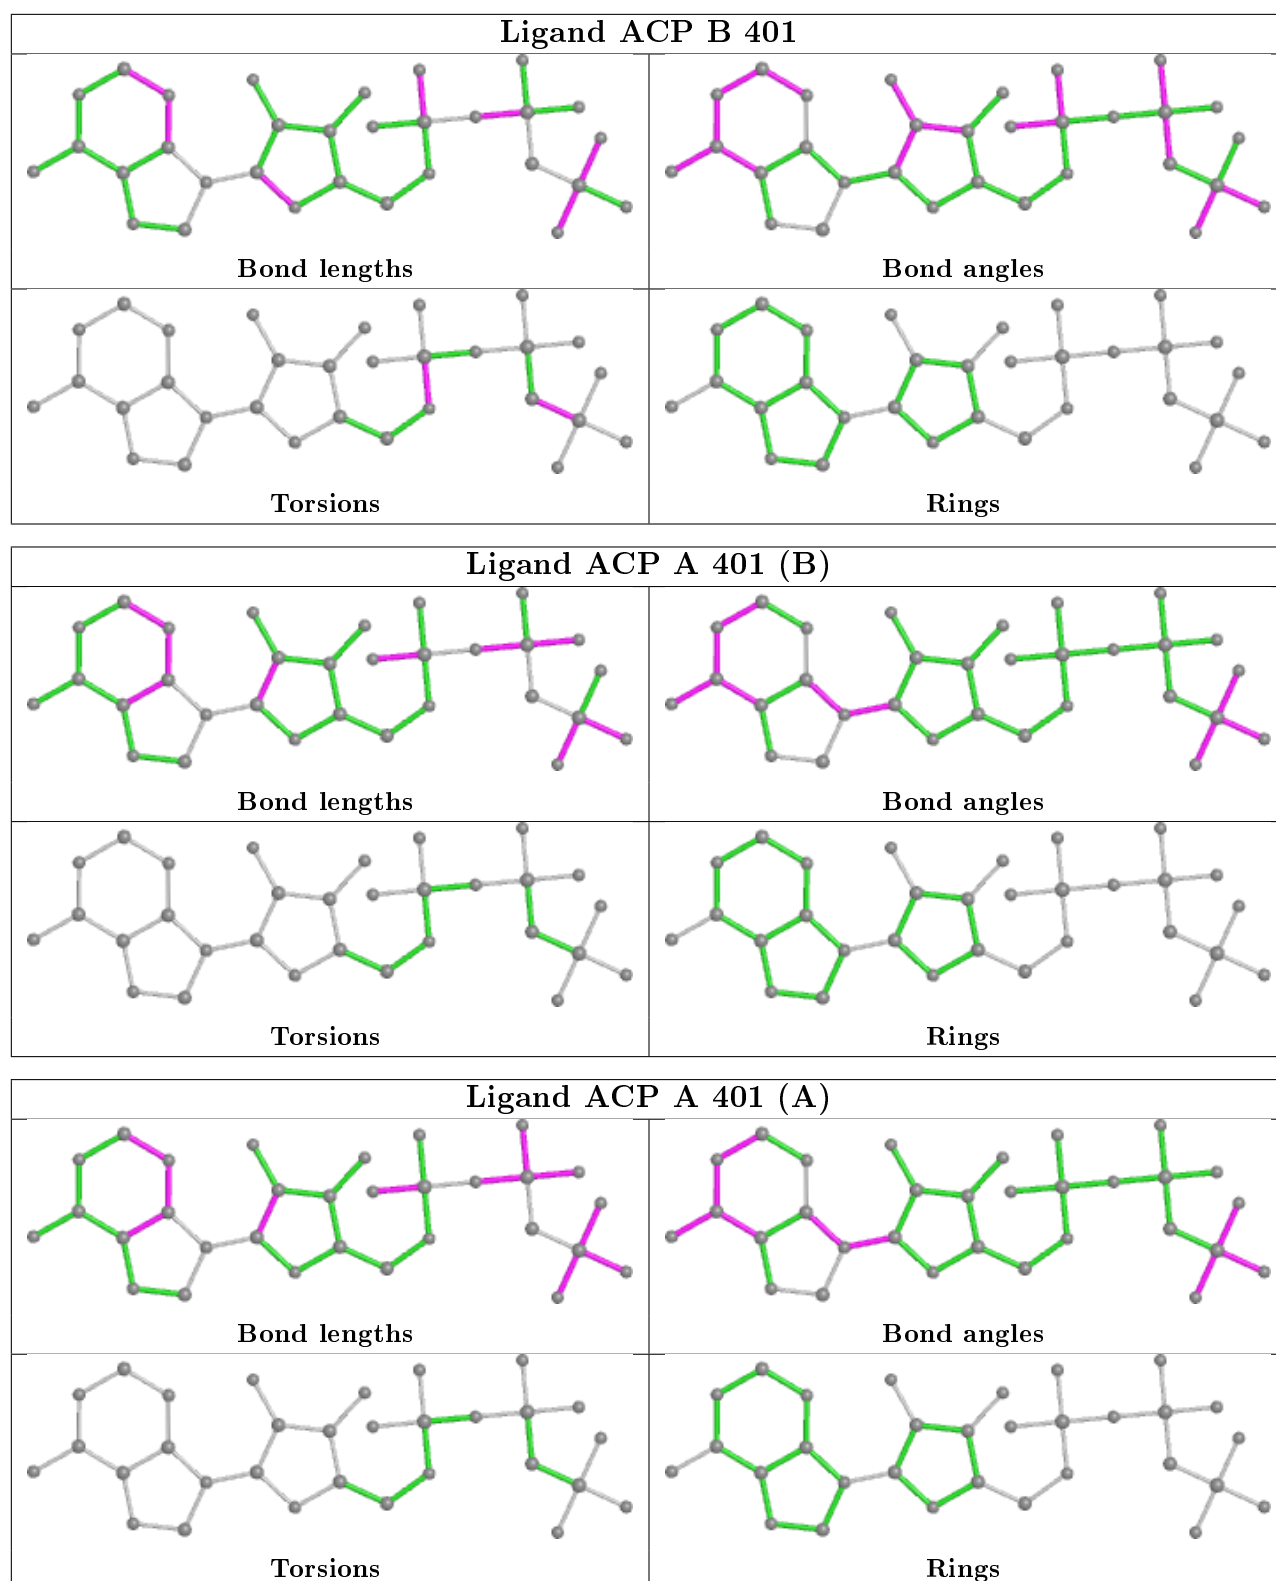 Ligand ACP B 401
Bond lengths
Bond angles
Torsions
Rings
Ligand ACP A 401 (B)
Bond lengths
Bond angles
Torsions
Rings
Ligand ACP A 401 (A)
Bond lengths
Bond angles
Torsions
Rings